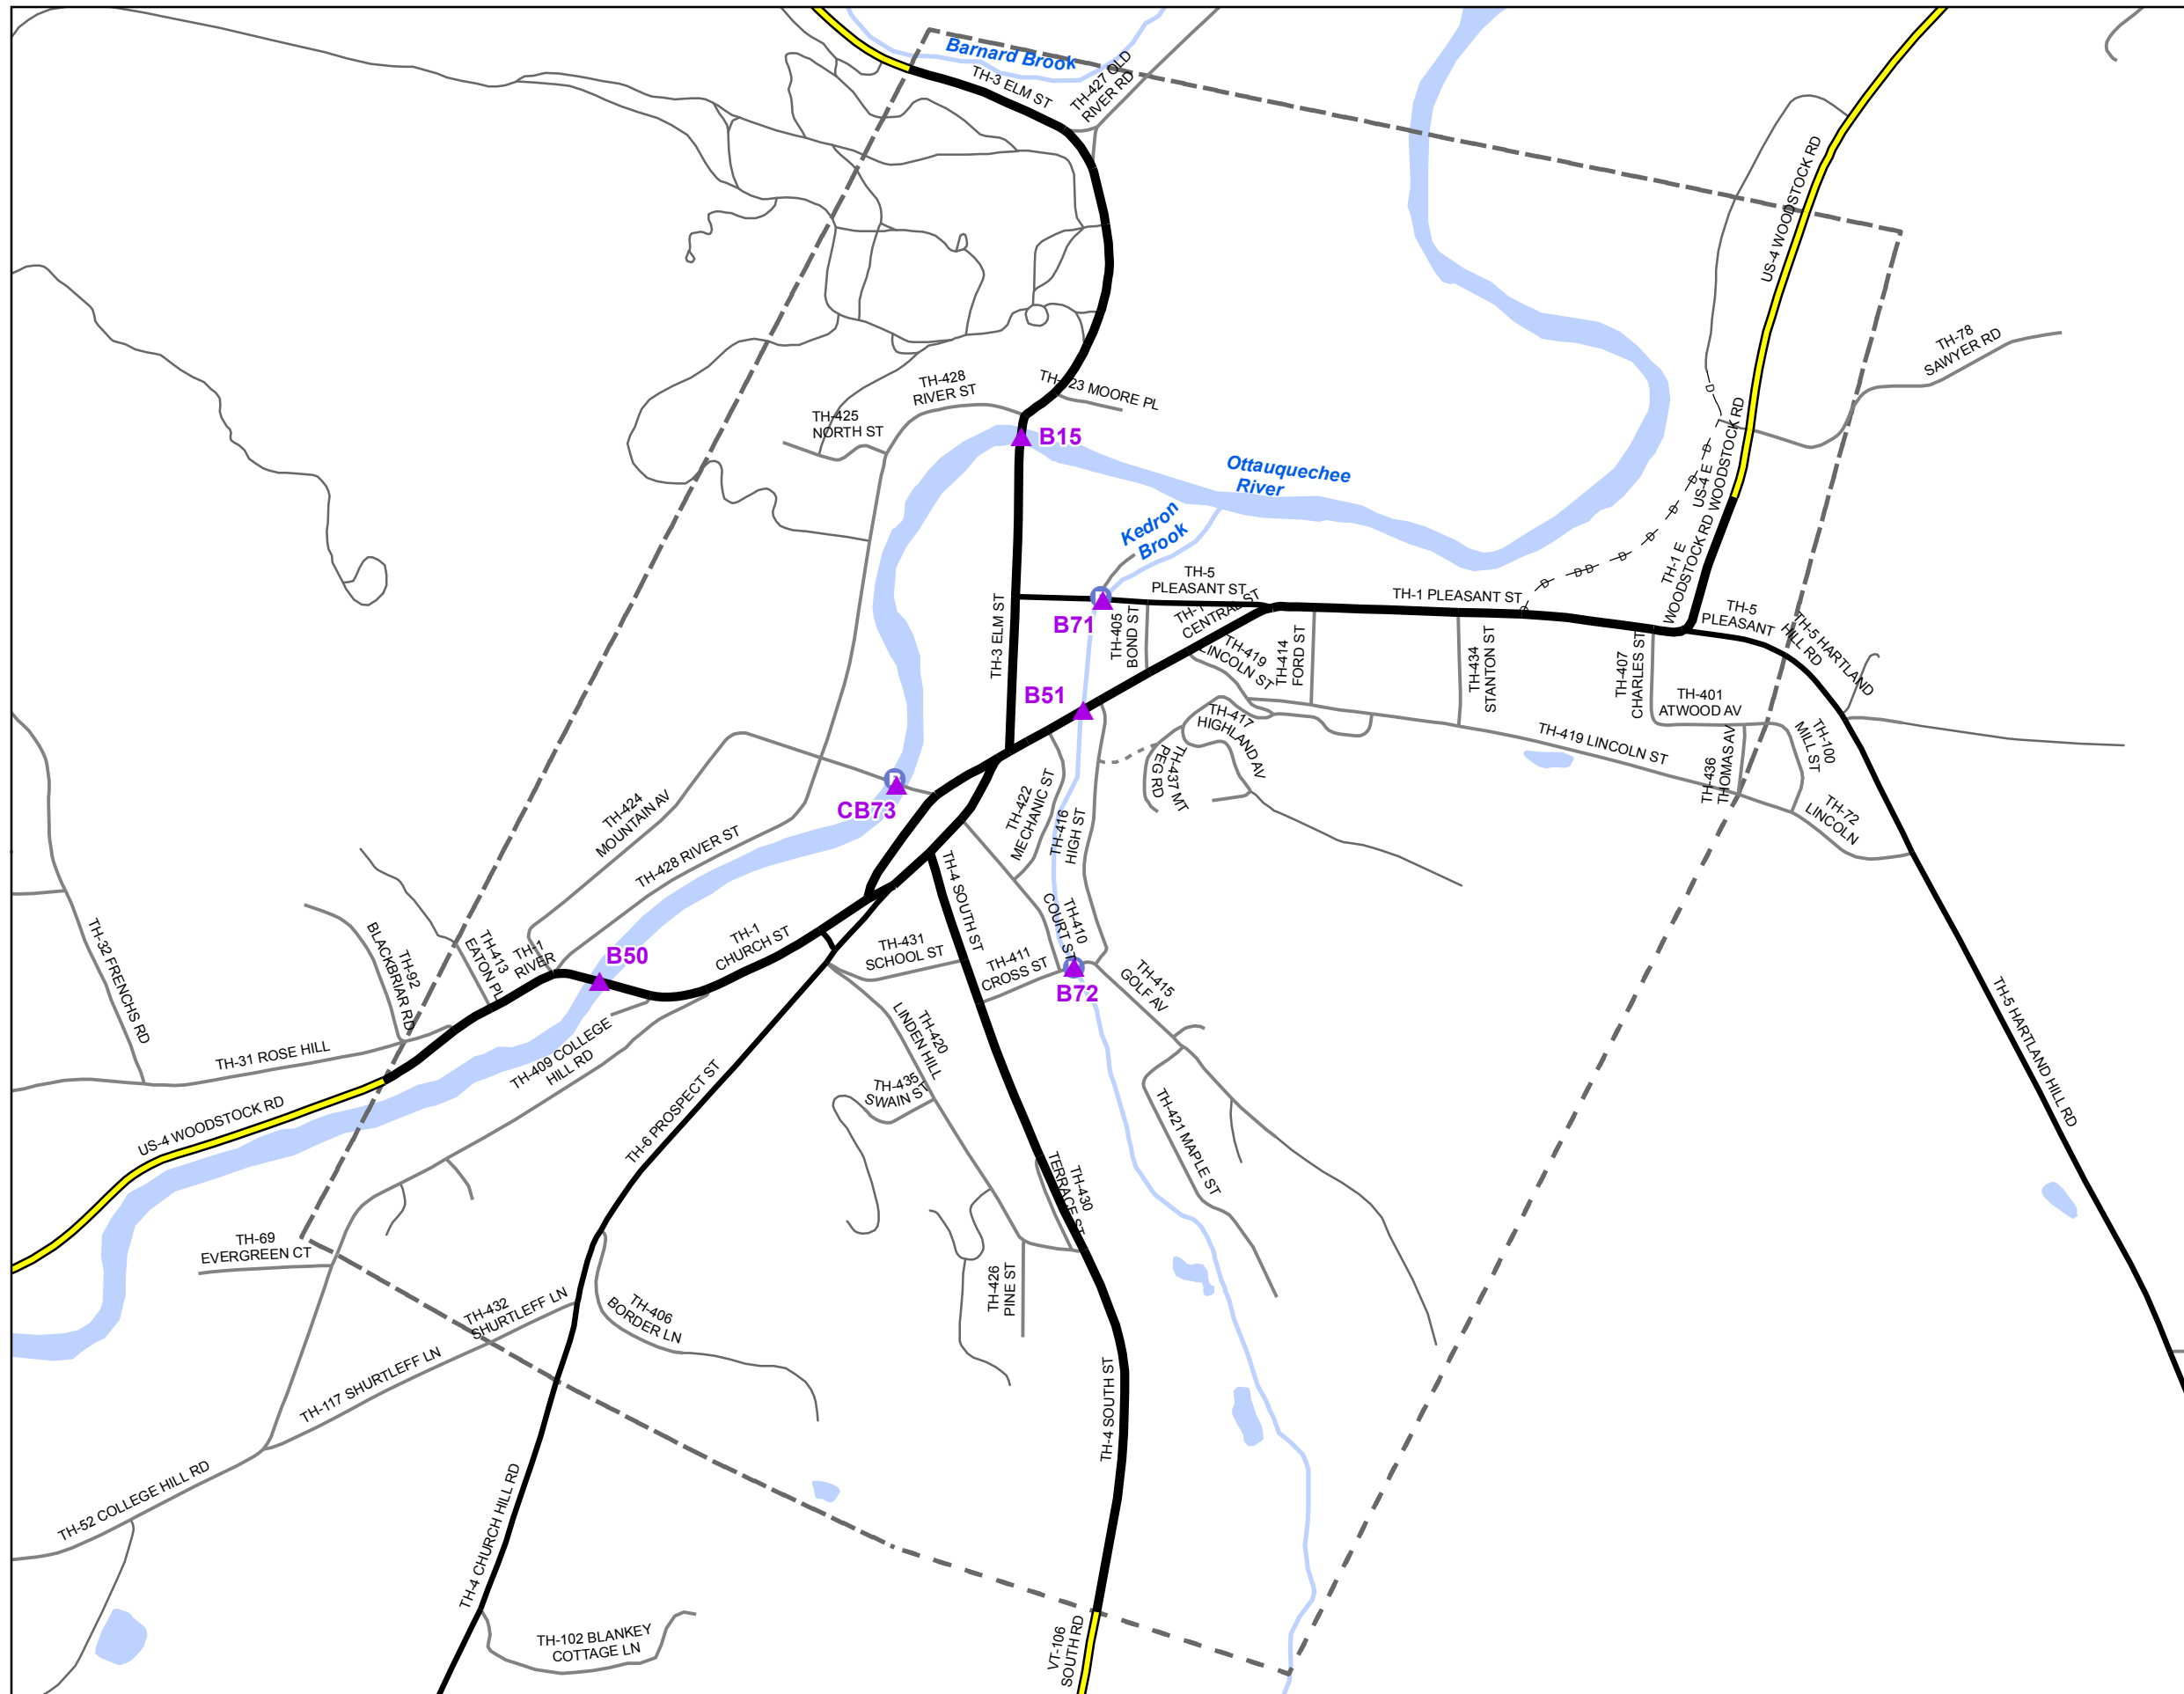 Barnard Brook
TH-3 ELM ST
TH-427 OLD
RIVER RD
US-4 WOODSTOCK RD
TH-78
SAWYER RD
TH-428
RIVER ST
TH-423 MOORE PL
TH-425
NORTH ST
B15
Ottauquechee
River
Kedron
Brook
US-4 E
WOODSTOCK RD
TH-1 E
WOODSTOCK RD
D
D
D
D
D
D
D
DD
D
D
TH-5
PLEASANT ST
TH-1 PLEASANT ST
TH-5
PLEASANT
TH-5 HARTLAND
HILL RD
B71
TH-3 ELM ST
TH-405
BOND ST
TH-1
CENTRAL ST
TH-419
LINCOLN ST
TH-414
FORD ST
TH-434
STANTON ST
TH-407
CHARLES ST
TH-401
ATWOOD AV
B51
TH-417
HIGHLAND AV
TH-437 MT
PEG RD
TH-419 LINCOLN ST
TH-436
THOMAS AV
TH-100
MILL ST
TH-72
LINCOLN
CB73
TH-424
MOUNTAIN AV
TH-428 RIVER ST
TH-422
MECHANIC ST
TH-416
HIGH ST
TH-4 SOUTH ST
TH-410
COURT ST
TH-32 FRENCHS RD
TH-92
BLACKBRIAR RD
TH-413
EATON PL
TH-1
RIVER
B50
TH-1
CHURCH ST
TH-431
SCHOOL ST
TH-411
CROSS ST
B72
TH-415
GOLF AV
TH-31 ROSE HILL
TH-409 COLLEGE
HILL RD
TH-420
LINDEN HILL
TH-435
SWAIN ST
TH-5 HARTLAND HILL RD
US-4 WOODSTOCK RD
TH-6 PROSPECT ST
TH-421 MAPLE ST
TH-430
TERRACE ST
TH-69
EVERGREEN CT
TH-432
SHURTLEFF LN
TH-406
BORDER LN
TH-426
PINE ST
TH-117 SHURTLEFF LN
TH-4 SOUTH ST
TH-52 COLLEGE HILL RD
TH-4 CHURCH HILL RD
TH-102 BLANKEY
COTTAGE LN
VT-106
SOUTH RD